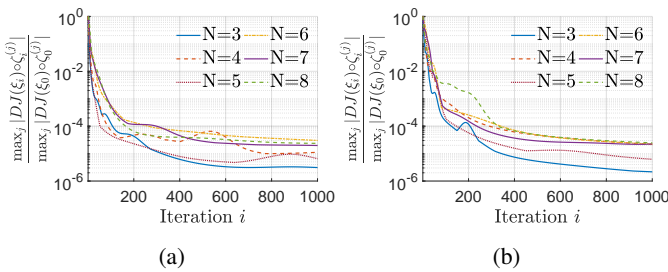 max_j |DJ(ξ_i)∘ζ_i^{(j)}|
max_j |DJ(ξ_0)∘ζ_0^{(j)}|
10^0
10^{-2}
10^{-4}
10^{-6}
N=3 N=6
N=4 N=7
N=5 N=8
200 400 600 800 1000
Iteration i
(a)
max_j |DJ(ξ_i)∘ζ_i^{(j)}|
max_j |DJ(ξ_0)∘ζ_0^{(j)}|
10^0
10^{-2}
10^{-4}
10^{-6}
N=3 N=6
N=4 N=7
N=5 N=8
200 400 600 800 1000
Iteration i
(b)